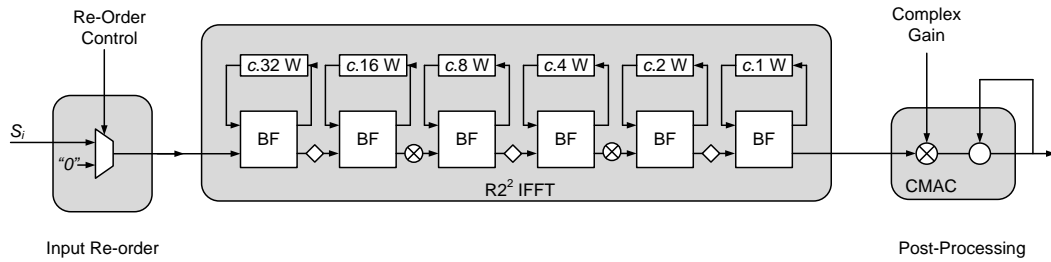 Re-Order
Control
Complex
Gain
c.32 W
c.16 W
c.8 W
c.4 W
c.2 W
c.1 W
S_i
"0"
BF
BF
BF
BF
BF
BF
R2² IFFT
CMAC
Input Re-order
Post-Processing